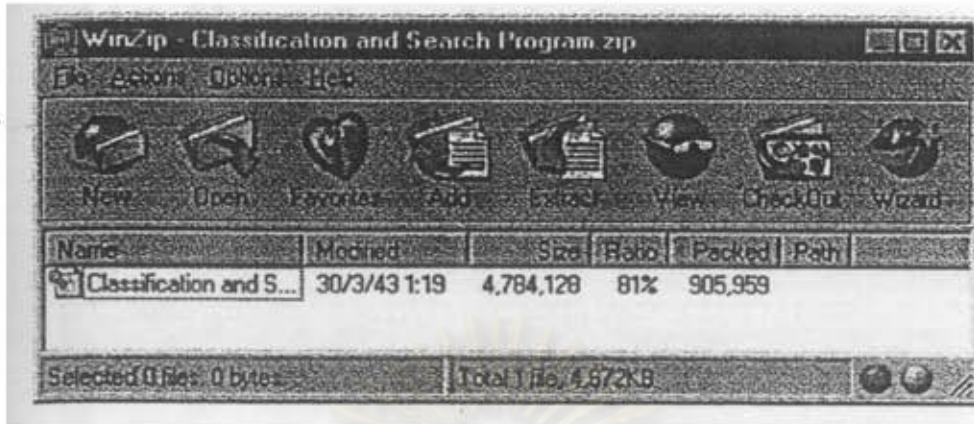 WinZip - Classification and Search Program.zip
File Actions Options Help
New Open Favorites Add Extract View CheckOut Wizard
Name Modified Size Ratio Packed Path
Classification and S... 30/3/43 1:19 4,784,128 81% 905,959
Selected 0 files, 0 bytes Total 1 file, 4,672KB